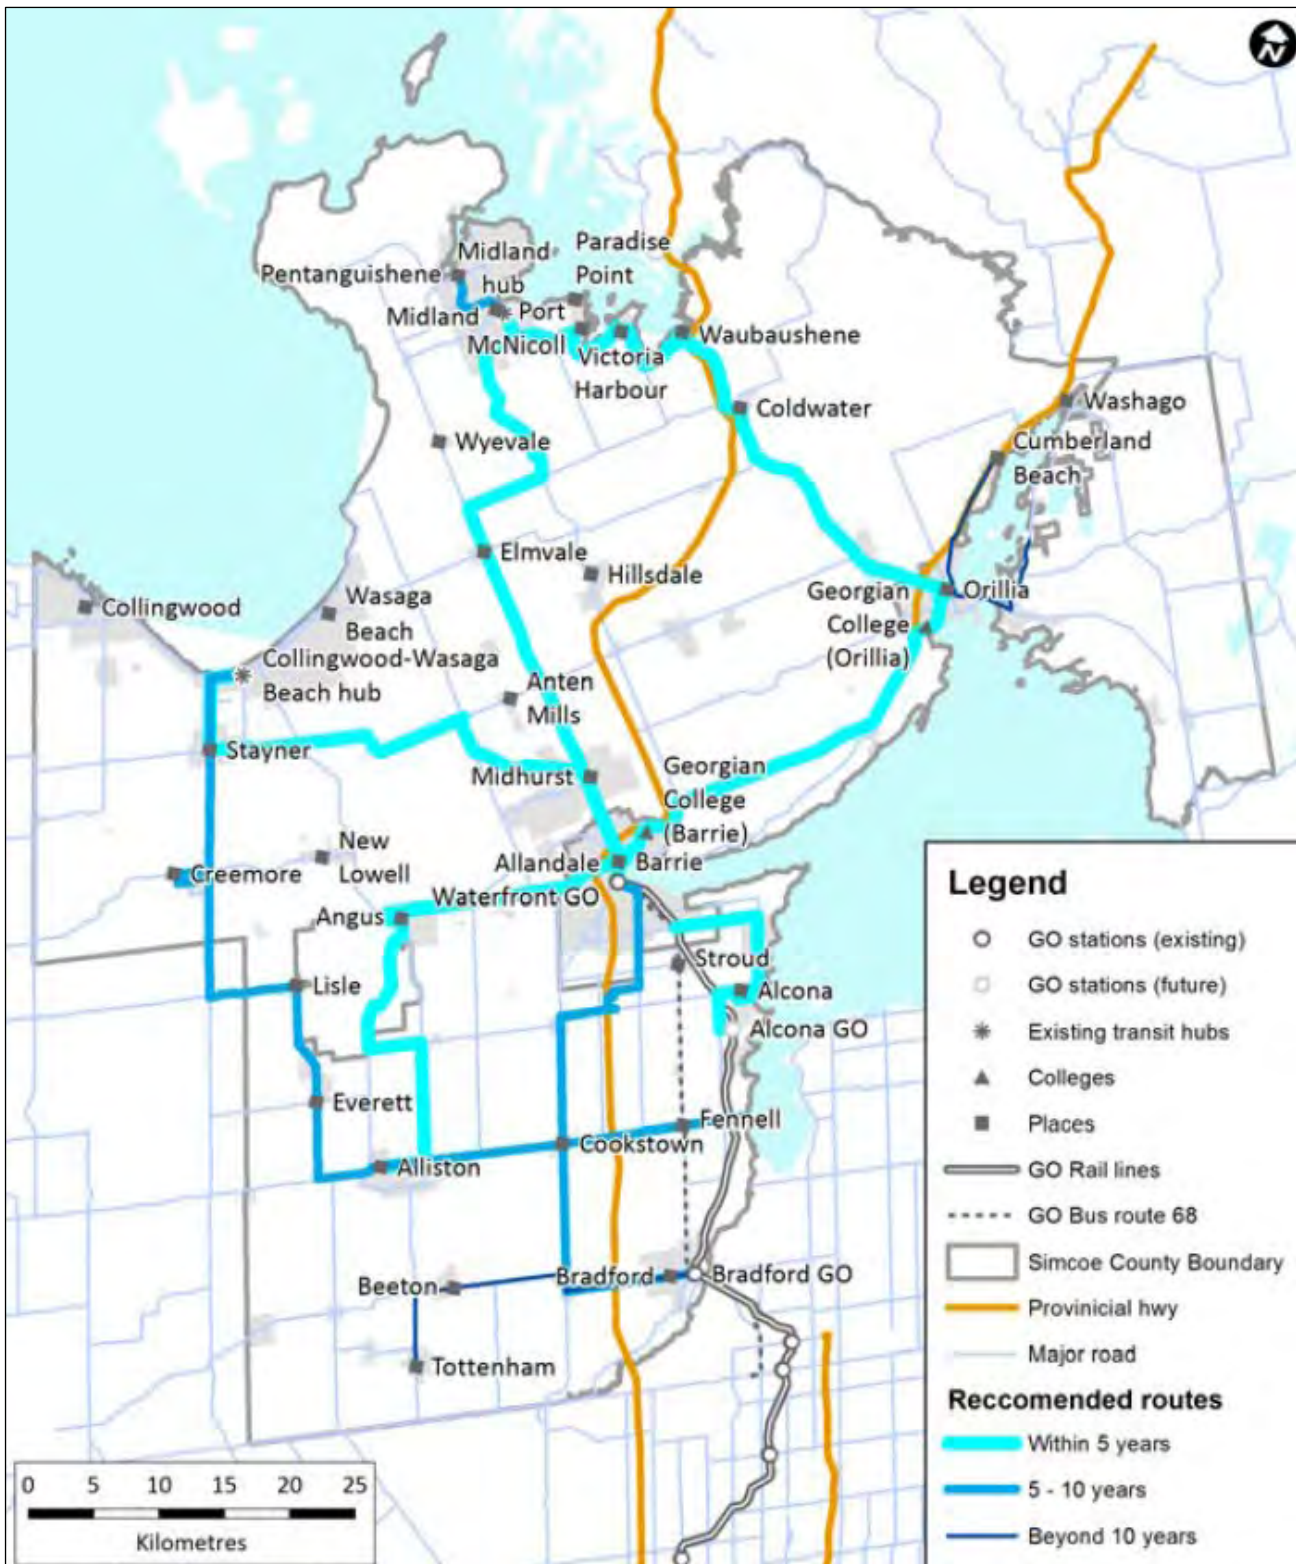 N
Midland
hub
Paradise
Point
Pentanguishene
Midland
Port
McNicoll
Victoria
Harbour
Waubaushene
Coldwater
Washago
Cumberland
Beach
Wyevale
Elmvale
Hillsdale
Georgian
College
(Orillia)
Orillia
Collingwood
Wasaga
Beach
Collingwood-Wasaga
Beach hub
Anten
Mills
Stayner
Midhurst
Georgian
College
(Barrie)
New
Lowell
Creemore
Allandale
Waterfront GO
Barrie
Angus
Stroud
Lisle
Alcona
Alcona GO
Everett
Fennell
Cookstown
Alliston
Beeton
Bradford
Bradford GO
Tottenham
Legend
GO stations (existing)
GO stations (future)
Existing transit hubs
Colleges
Places
GO Rail lines
GO Bus route 68
Simcoe County Boundary
Provinicial hwy
Major road
Reccomended routes
Within 5 years
5 - 10 years
Beyond 10 years
0 5 10 15 20 25
Kilometres